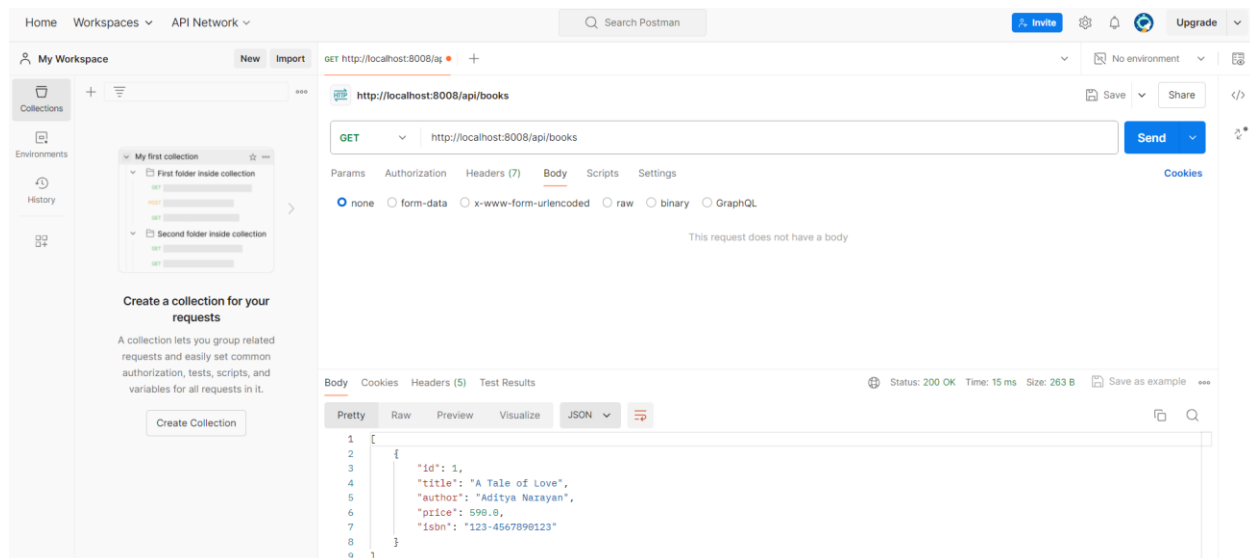 Home Workspaces API Network Search Postman Invite Upgrade
My Workspace New Import GET http://localhost:8008/ap No environment
Collections
Environments
History
My first collection
First folder inside collection
GET
POST
GET
Second folder inside collection
GET
GET
Create a collection for your
requests
A collection lets you group related
requests and easily set common
authorization, tests, scripts, and
variables for all requests in it.
Create Collection
HTTP http://localhost:8008/api/books Save Share
GET http://localhost:8008/api/books Send
Params Authorization Headers (7) Body Scripts Settings Cookies
none form-data x-www-form-urlencoded raw binary GraphQL
This request does not have a body
Body Cookies Headers (5) Test Results Status: 200 OK Time: 15 ms Size: 263 B Save as example
Pretty Raw Preview Visualize JSON
1 [
2 {
3 "id": 1,
4 "title": "A Tale of Love",
5 "author": "Aditya Narayan",
6 "price": 590.0,
7 "isbn": "123-4567890123"
8 }
9 ]